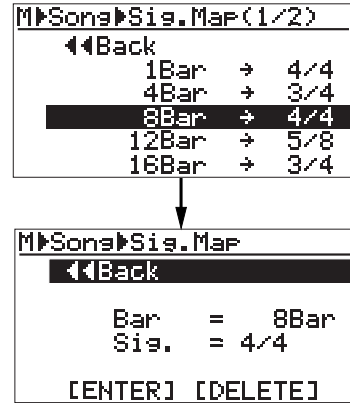 M▶Song▶Sig.Map(1/2)
◀◀Back
1Bar → 4/4
4Bar → 3/4
8Bar → 4/4
12Bar → 5/8
16Bar → 3/4
M▶Song▶Sig.Map
◀◀Back
Bar = 8Bar
Sig. = 4/4
[ENTER] [DELETE]